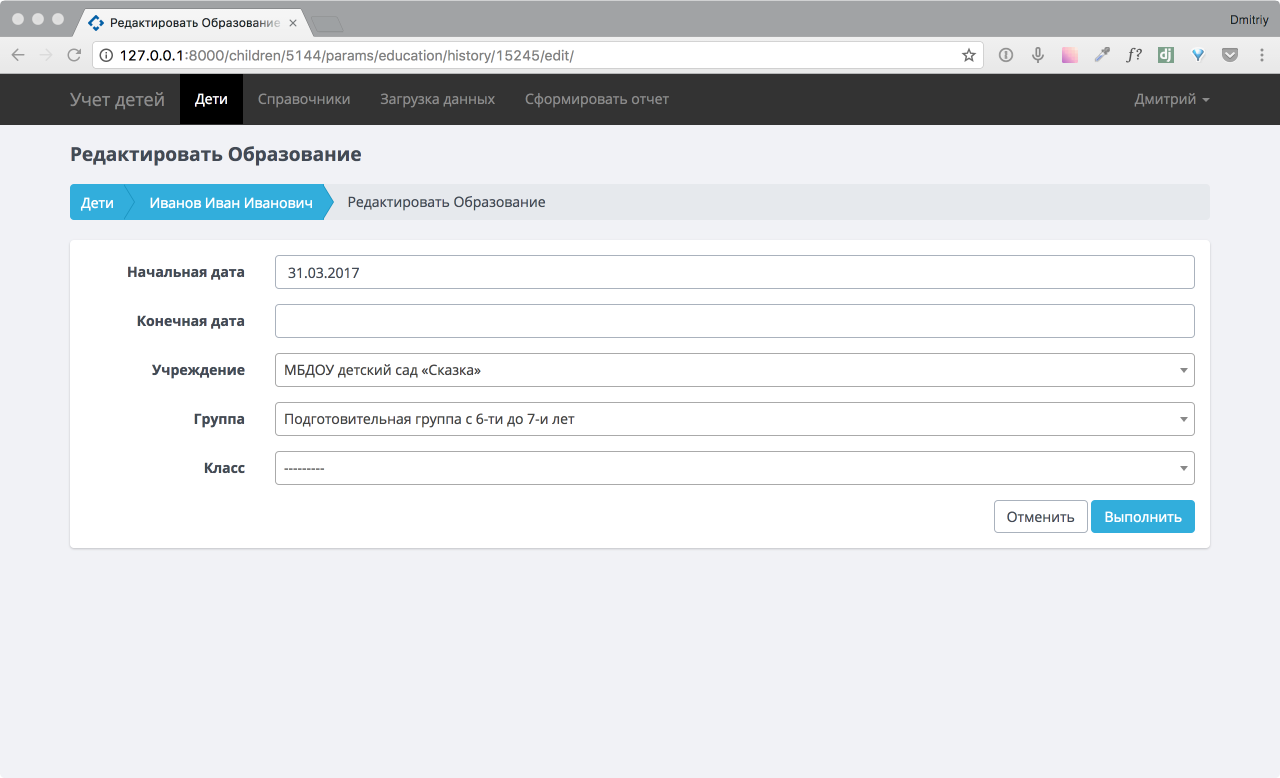 Dmitriy
Редактировать Образование
127.0.0.1:8000/children/5144/params/education/history/15245/edit/
f?
dj
Учет детей Дети Справочники Загрузка данных Сформировать отчет Дмитрий
Редактировать Образование
Дети Иванов Иван Иванович Редактировать Образование
Начальная дата 31.03.2017
Конечная дата
Учреждение МБДОУ детский сад «Сказка»
Группа Подготовительная группа с 6-ти до 7-и лет
Класс ---------
Отменить Выполнить